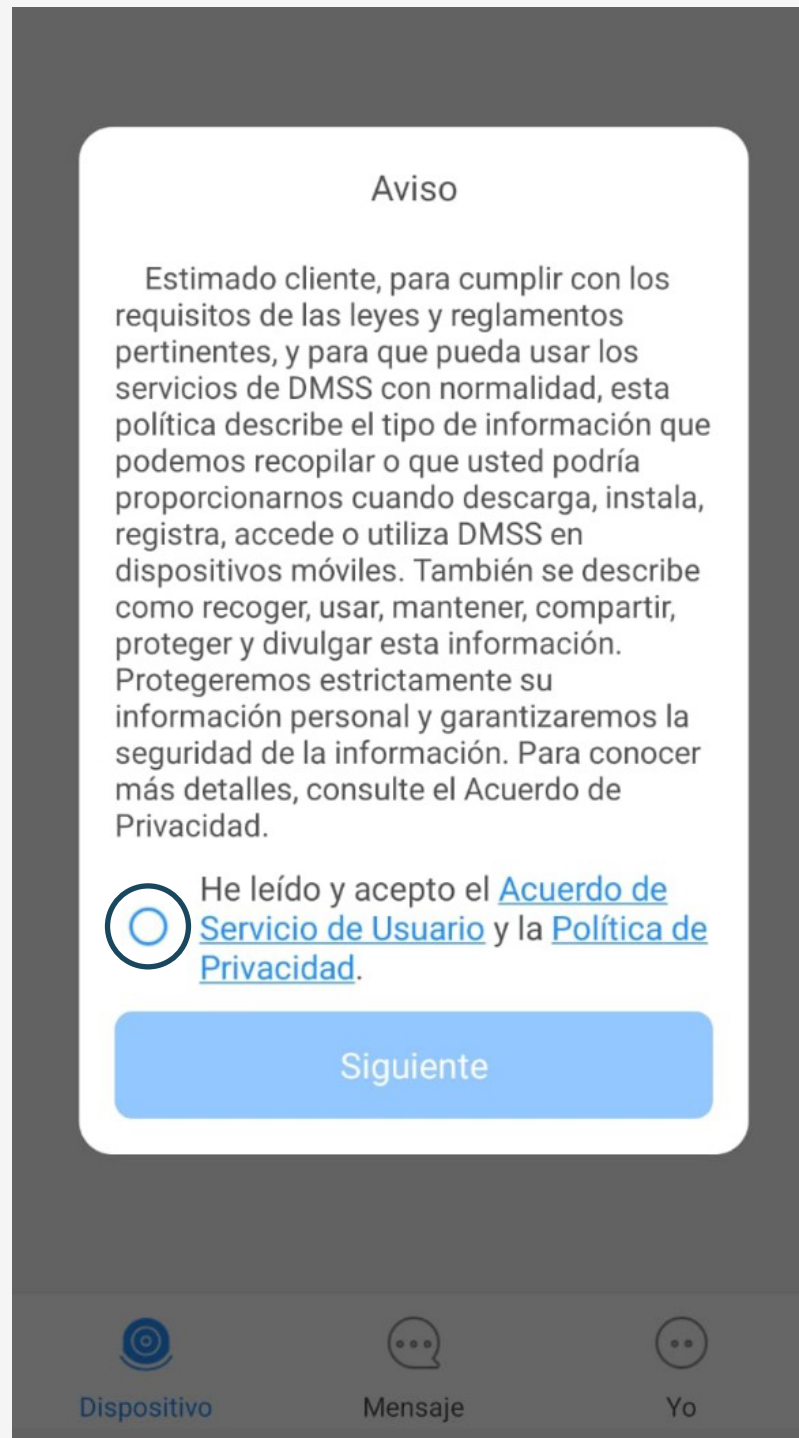 Aviso
Estimado cliente, para cumplir con los
requisitos de las leyes y reglamentos
pertinentes, y para que pueda usar los
servicios de DMSS con normalidad, esta
política describe el tipo de información que
podemos recopilar o que usted podría
proporcionarnos cuando descarga, instala,
registra, accede o utiliza DMSS en
dispositivos móviles. También se describe
como recoger, usar, mantener, compartir,
proteger y divulgar esta información.
Protegeremos estrictamente su
información personal y garantizaremos la
seguridad de la información. Para conocer
más detalles, consulte el Acuerdo de
Privacidad.
He leído y acepto el Acuerdo de
Servicio de Usuario y la Política de
Privacidad.
Siguiente
Dispositivo Mensaje Yo